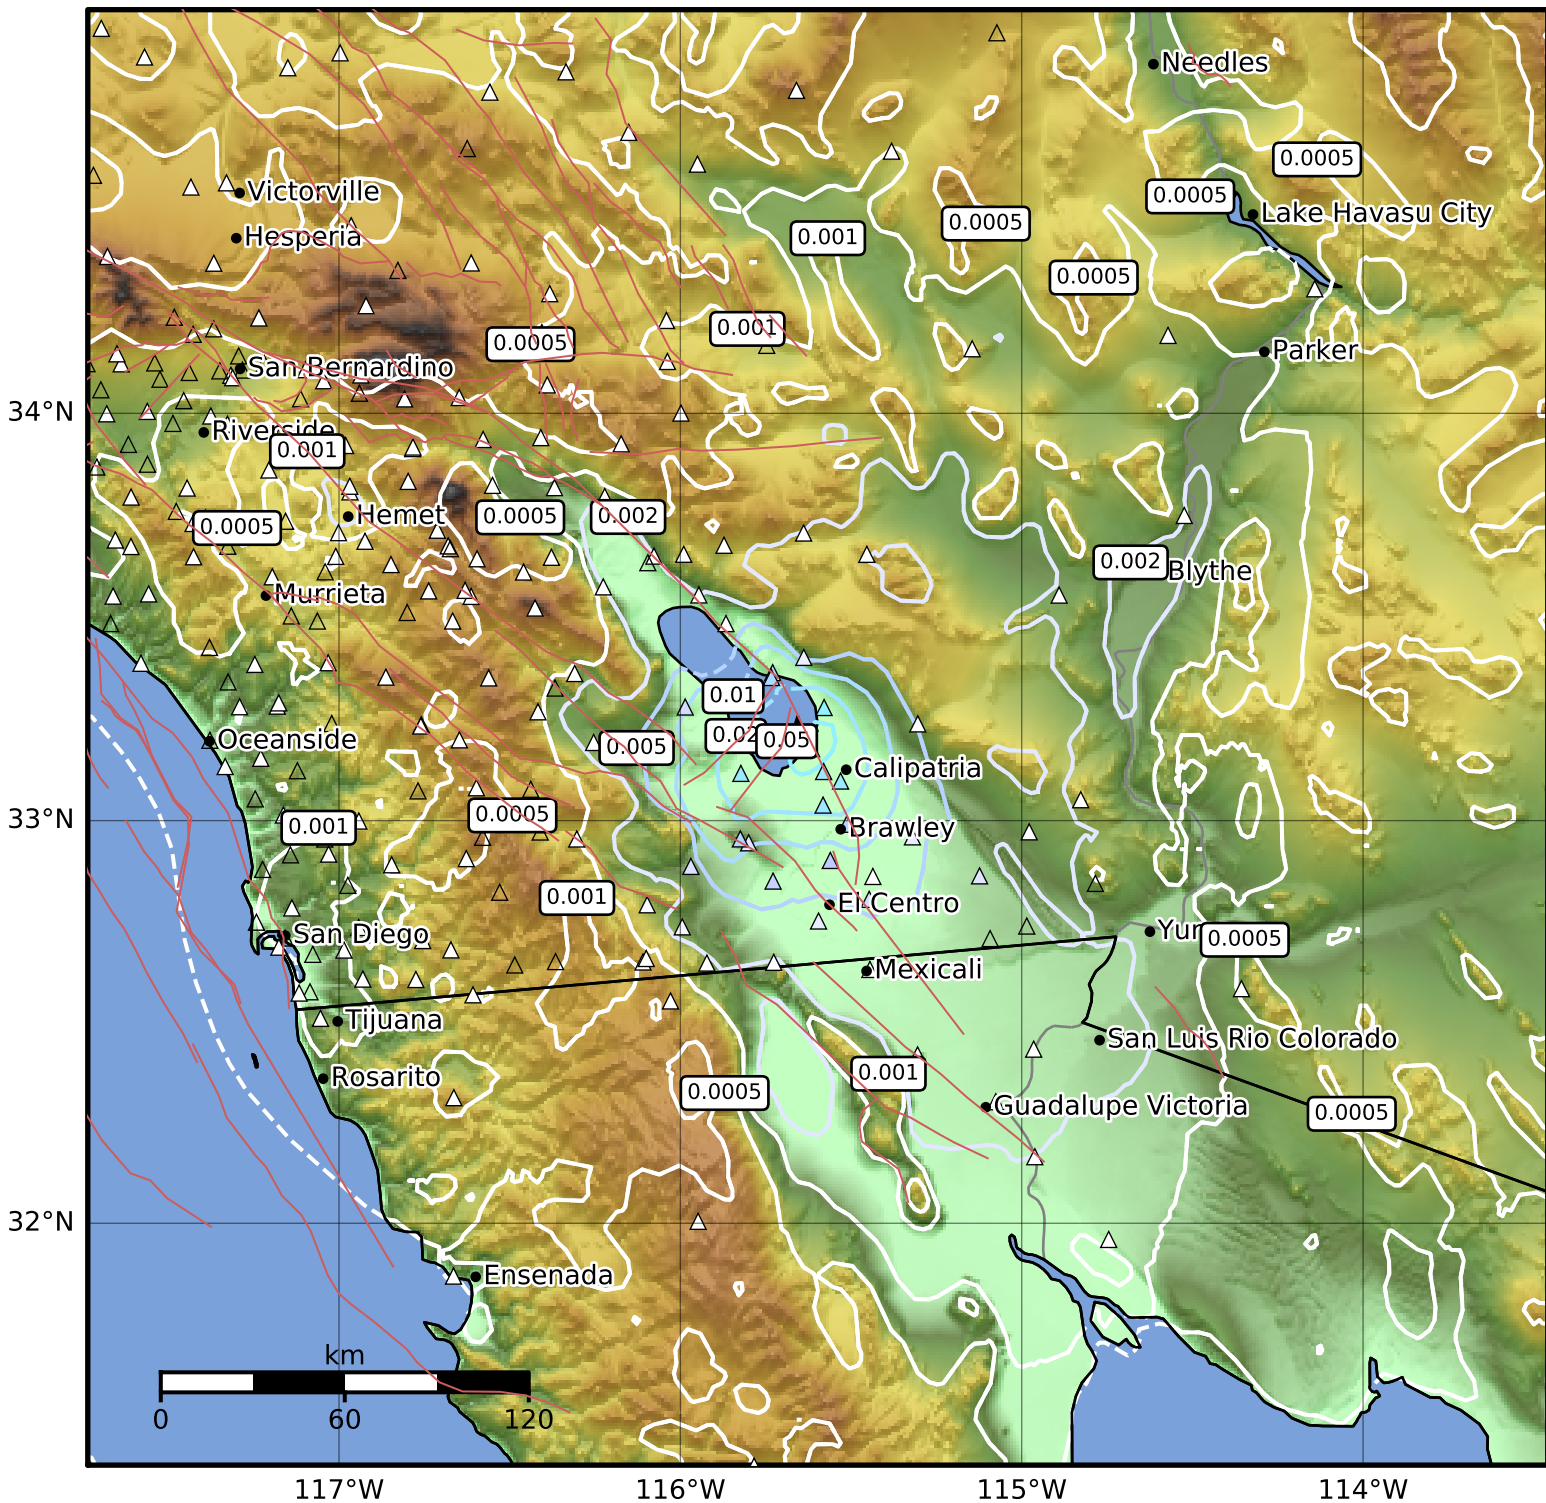 Needles
0.0005
Victorville
0.0005
Lake Havasu City
0.0005
Hesperia
0.001
0.0005
0.001
0.0005
Parker
San Bernardino
34°N
Riverside
0.001
0.0005
Hemet
0.0005
0.002
0.002
Blythe
Murrieta
0.01
Oceanside
0.005
0.02
0.05
Calipatria
33°N
0.001
0.0005
Brawley
0.001
El Centro
San Diego
Yur
0.0005
Mexicali
Tijuana
San Luis Rio Colorado
0.001
Rosarito
0.0005
Guadalupe Victoria
0.0005
32°N
Ensenada
km
0 60 120
117°W 116°W 115°W 114°W